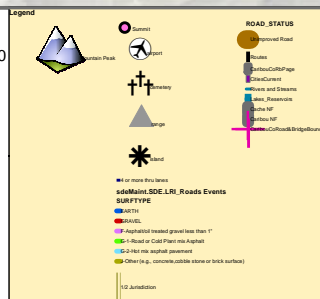 Legend
0
Mountain Peak
Summit
airport
cemetery
range
island
4 or more thru lanes
sdeMaint.SDE.LRI_Roads Events
SURFTYPE
EARTH
GRAVEL
F-Asphalt/oil treated gravel less than 1"
G-1-Road or Cold Plant mix Asphalt
G-2-Hot mix asphalt pavement
J-Other (e.g., concrete,cobble stone or brick surface)
1/2 Jurisdiction
ROAD_STATUS
Unimproved Road
Routes
CaribouCoRbPage
CitiesCurrent
Rivers and Streams
Lakes_Reservoirs
Cache NF
Caribou NF
CaribouCoRoad&BridgeBoun